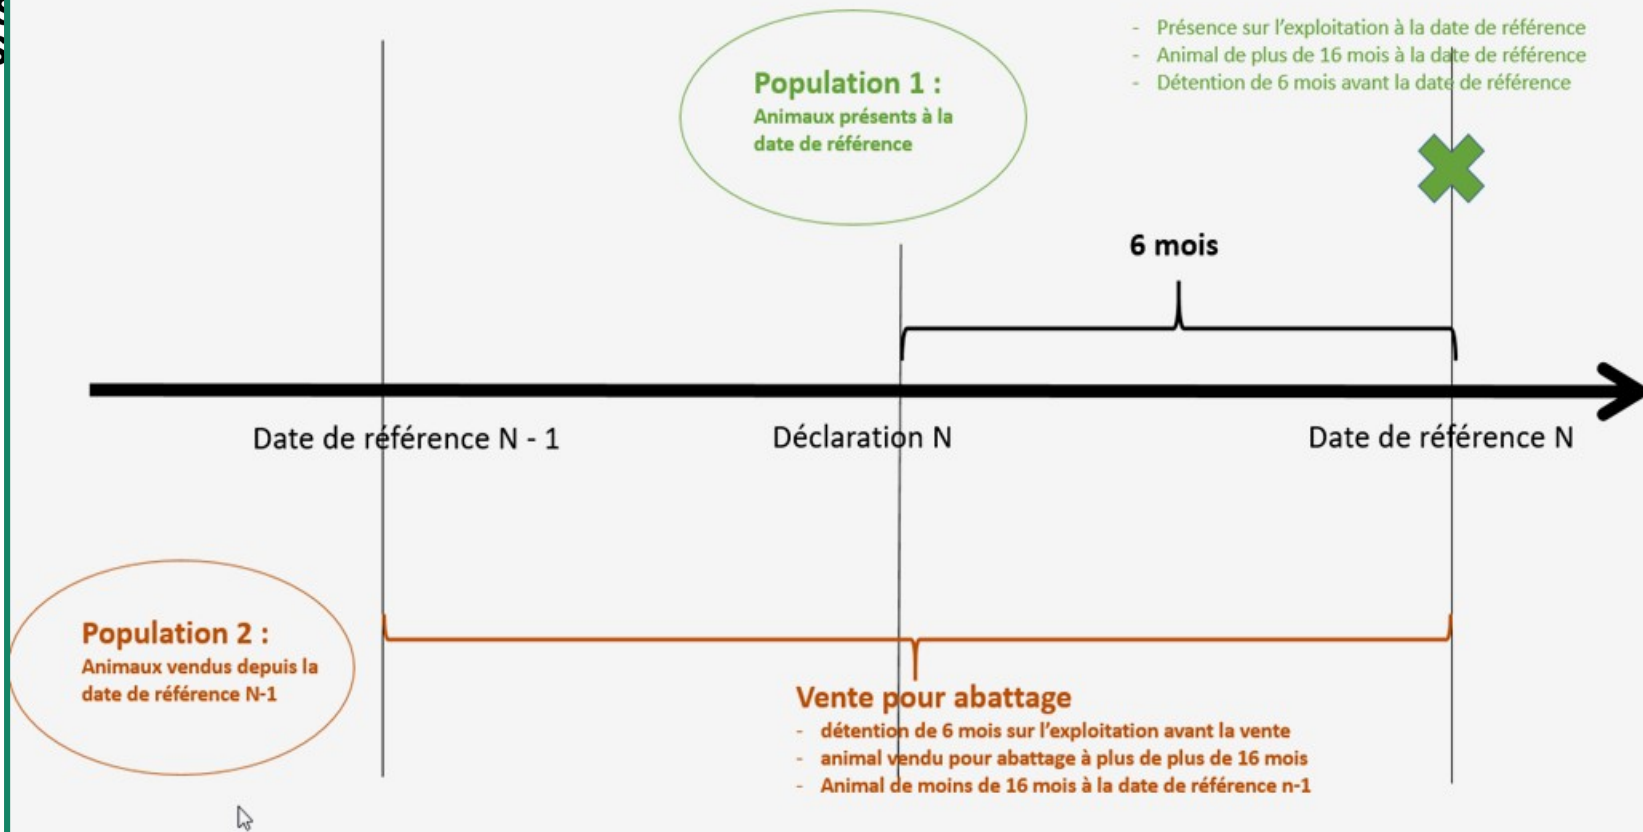 - Présence sur l'exploitation à la date de référence
- Animal de plus de 16 mois à la date de référence
- Détention de 6 mois avant la date de référence
Population 1 :
Animaux présents à la
date de référence
6 mois
Date de référence N - 1
Déclaration N
Date de référence N
Population 2 :
Animaux vendus depuis la
date de référence N-1
Vente pour abattage
- détention de 6 mois sur l'exploitation avant la vente
- animal vendu pour abattage à plus de plus de 16 mois
- Animal de moins de 16 mois à la date de référence n-1